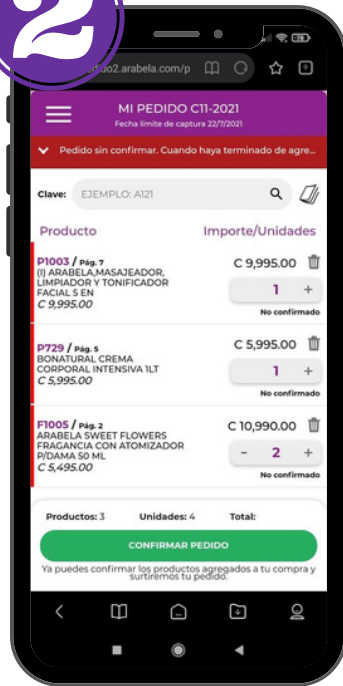 2
edido2.arabela.com/p
MI PEDIDO C11-2021
Fecha límite de captura 22/7/2021
Pedido sin confirmar. Cuando haya terminado de agre...
Clave: EJEMPLO: A121
Producto Importe/Unidades
P1003 / Pág. 7 C 9,995.00
(I) ARABELA,MASAJEADOR,
LIMPIADOR Y TONIFICADOR
FACIAL 5 EN
C 9,995.00
1 +
No confirmado
P729 / Pág. 5 C 5,995.00
BONATURAL CREMA
CORPORAL INTENSIVA 1LT
C 5,995.00
1 +
No confirmado
F1005 / Pág. 2 C 10,990.00
ARABELA SWEET FLOWERS
FRAGANCIA CON ATOMIZADOR
P/DAMA 50 ML
C 5,495.00
- 2 +
No confirmado
Productos: 3 Unidades: 4 Total:
CONFIRMAR PEDIDO
Ya puedes confirmar los productos agregados a tu compra y
surtiremos tu pedido.